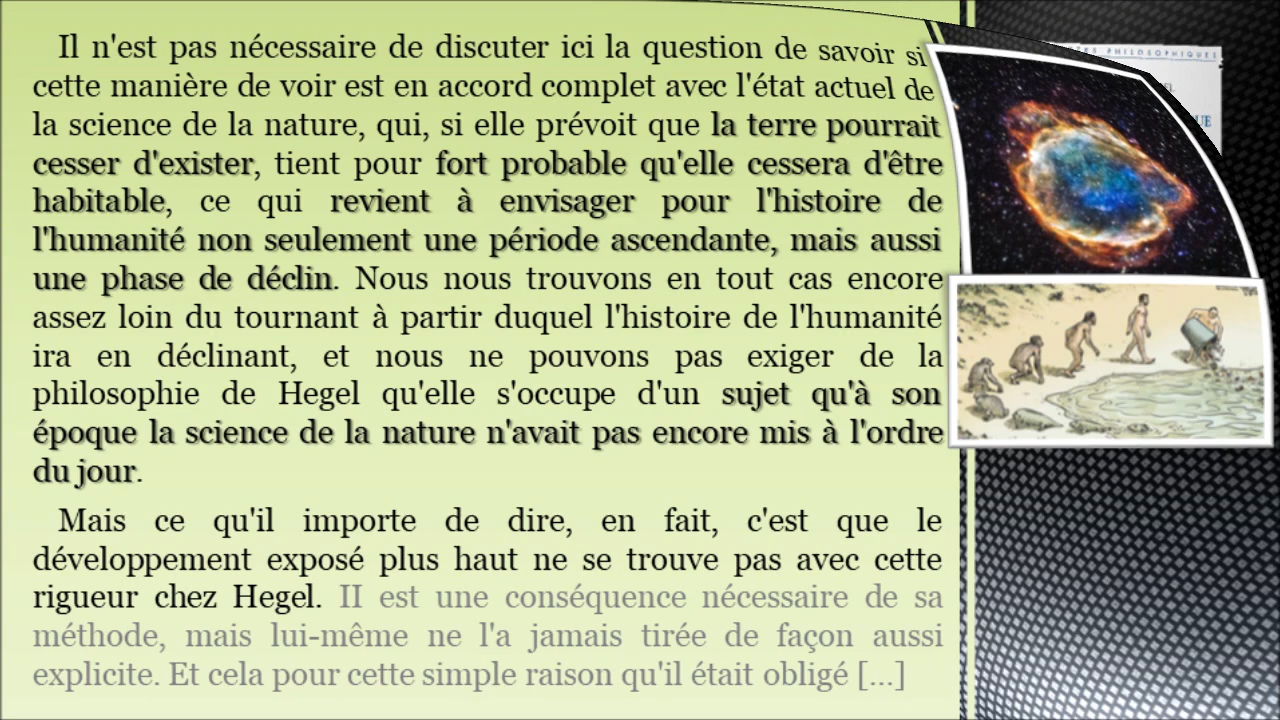 Il n'est pas nécessaire de discuter ici la question de savoir si
cette manière de voir est en accord complet avec l'état actuel de
la science de la nature, qui, si elle prévoit que la terre pourrait
cesser d'exister, tient pour fort probable qu'elle cessera d'être
habitable, ce qui revient à envisager pour l'histoire de
l'humanité non seulement une période ascendante, mais aussi
une phase de déclin. Nous nous trouvons en tout cas encore
assez loin du tournant à partir duquel l'histoire de l'humanité
ira en déclinant, et nous ne pouvons pas exiger de la
philosophie de Hegel qu'elle s'occupe d'un sujet qu'à son
époque la science de la nature n'avait pas encore mis à l'ordre
du jour.
Mais ce qu'il importe de dire, en fait, c'est que le
développement exposé plus haut ne se trouve pas avec cette
rigueur chez Hegel. II est une conséquence nécessaire de sa
méthode, mais lui-même ne l'a jamais tirée de façon aussi
explicite. Et cela pour cette simple raison qu'il était obligé [...]
PHILOSOPHIQUES